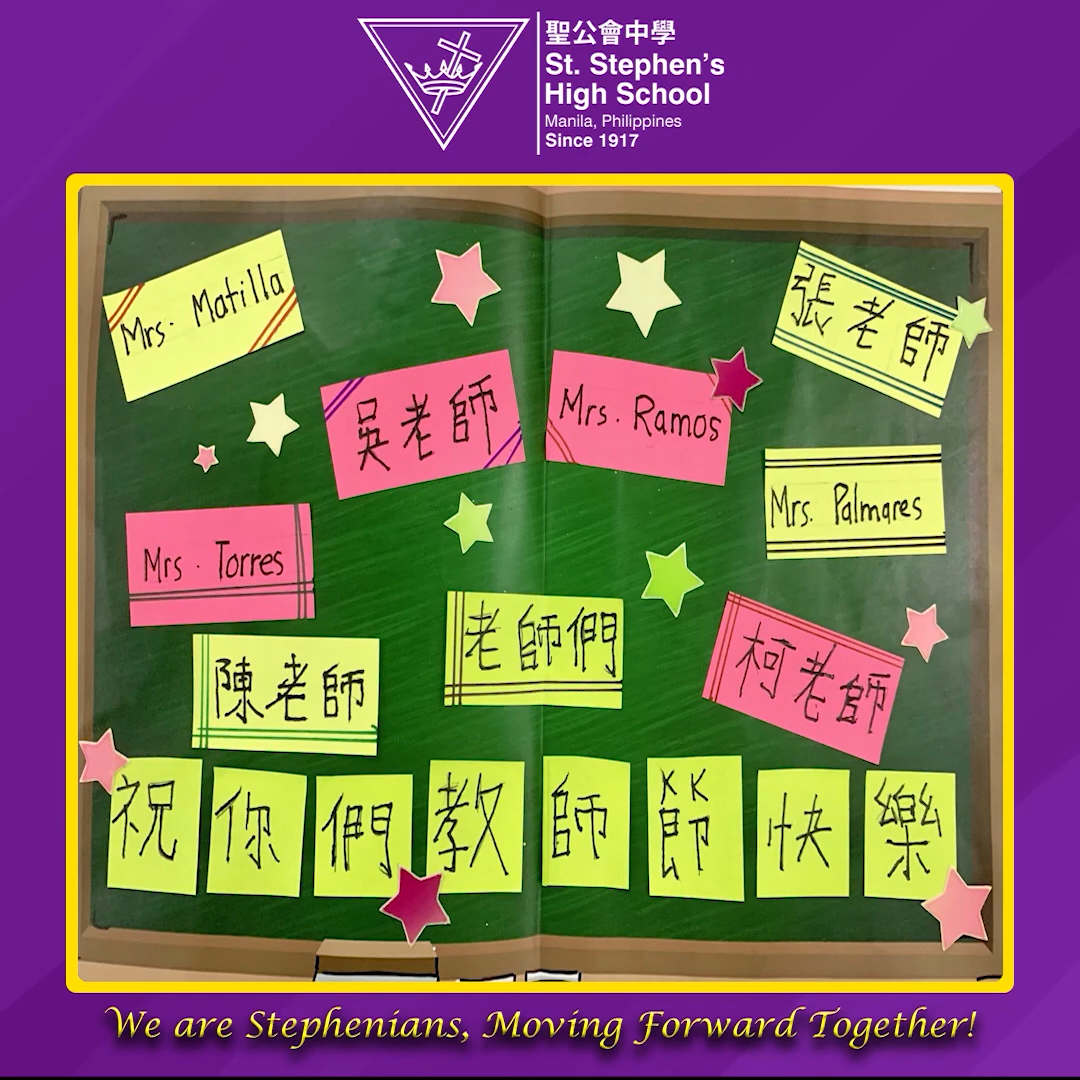 聖公會中學
St. Stephen's
High School
Manila, Philippines
Since 1917
Mrs. Matilla
張老師
吳老師
Mrs. Ramos
Mrs. Palmares
Mrs. Torres
老師們
陳老師
柯老師
祝你們教師節快樂
We are Stephenians, Moving Forward Together!